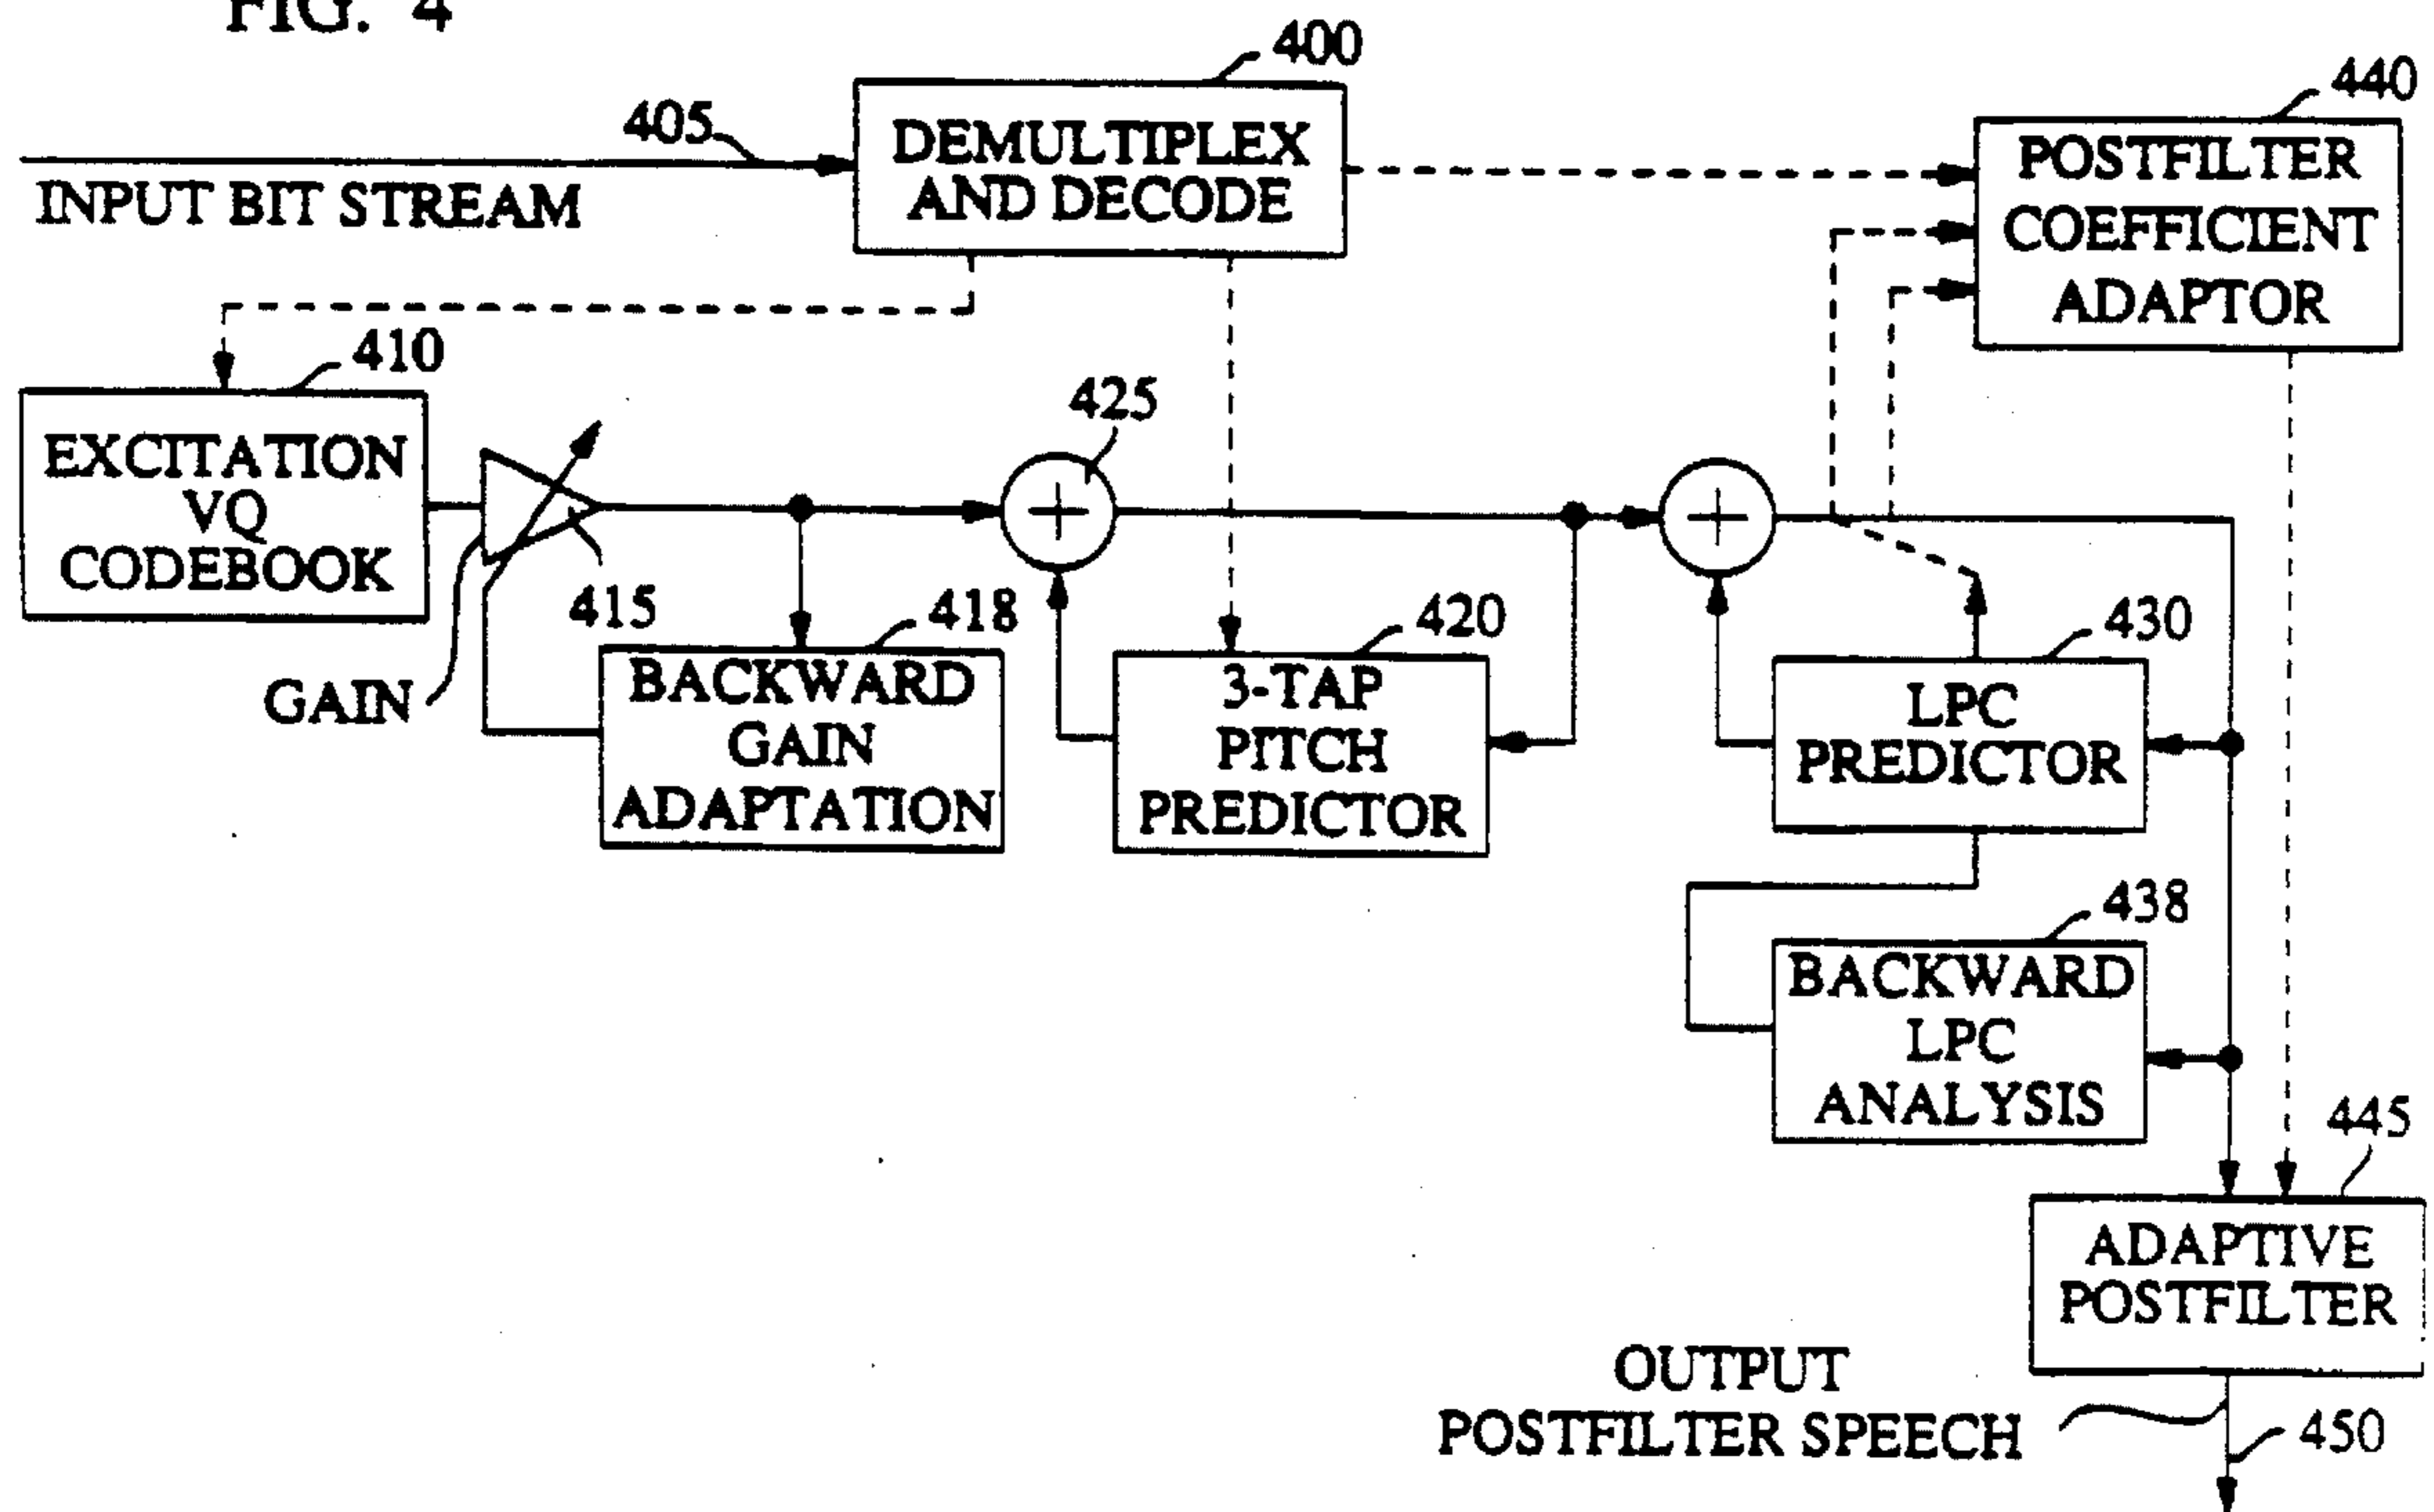 FIG. 4
400
440
405
DEMULTIPLEX
AND DECODE
POSTFILTER
COEFFICIENT
ADAPTOR
INPUT BIT STREAM
410
425
EXCITATION
VQ
CODEBOOK
415
418
420
430
GAIN
BACKWARD
GAIN
ADAPTATION
3-TAP
PITCH
PREDICTOR
LPC
PREDICTOR
438
BACKWARD
LPC
ANALYSIS
445
ADAPTIVE
POSTFILTER
OUTPUT
POSTFILTER SPEECH
450